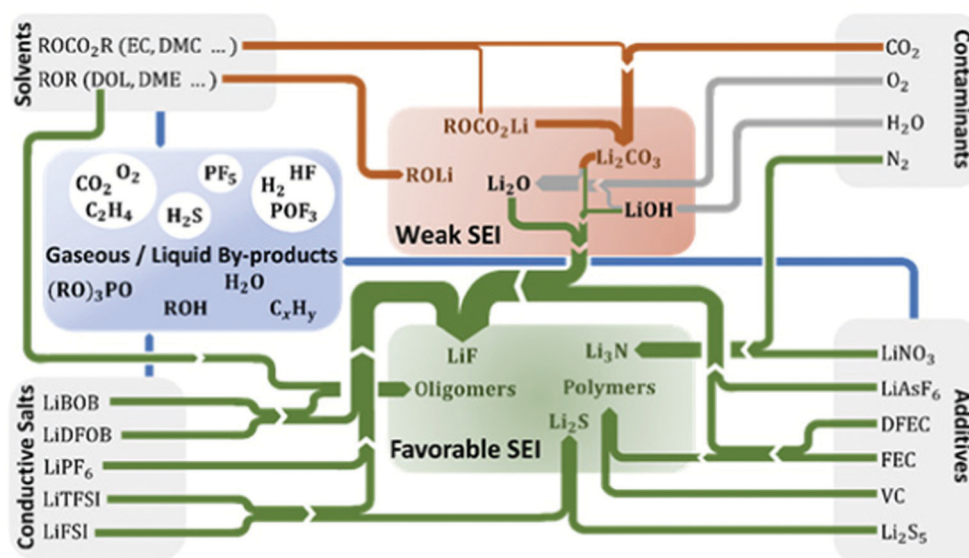 Solvents
ROCO₂R (EC, DMC ...)
ROR (DOL, DME ...)
Contaminants
CO₂
O₂
H₂O
N₂
ROCO₂Li
Li₂CO₃
ROLi
Li₂O
LiOH
Weak SEI
CO₂ O₂
C₂H₄
PF₅
H₂S
H₂ HF
POF₃
Gaseous / Liquid By-products
(RO)₃PO
H₂O
ROH
CₓHᵧ
LiF
Li₃N
Oligomers
Polymers
Li₂S
Favorable SEI
Conductive Salts
LiBOB
LiDFOB
LiPF₆
LiTFSI
LiFSI
Additives
LiNO₃
LiAsF₆
DFEC
FEC
VC
Li₂S₅